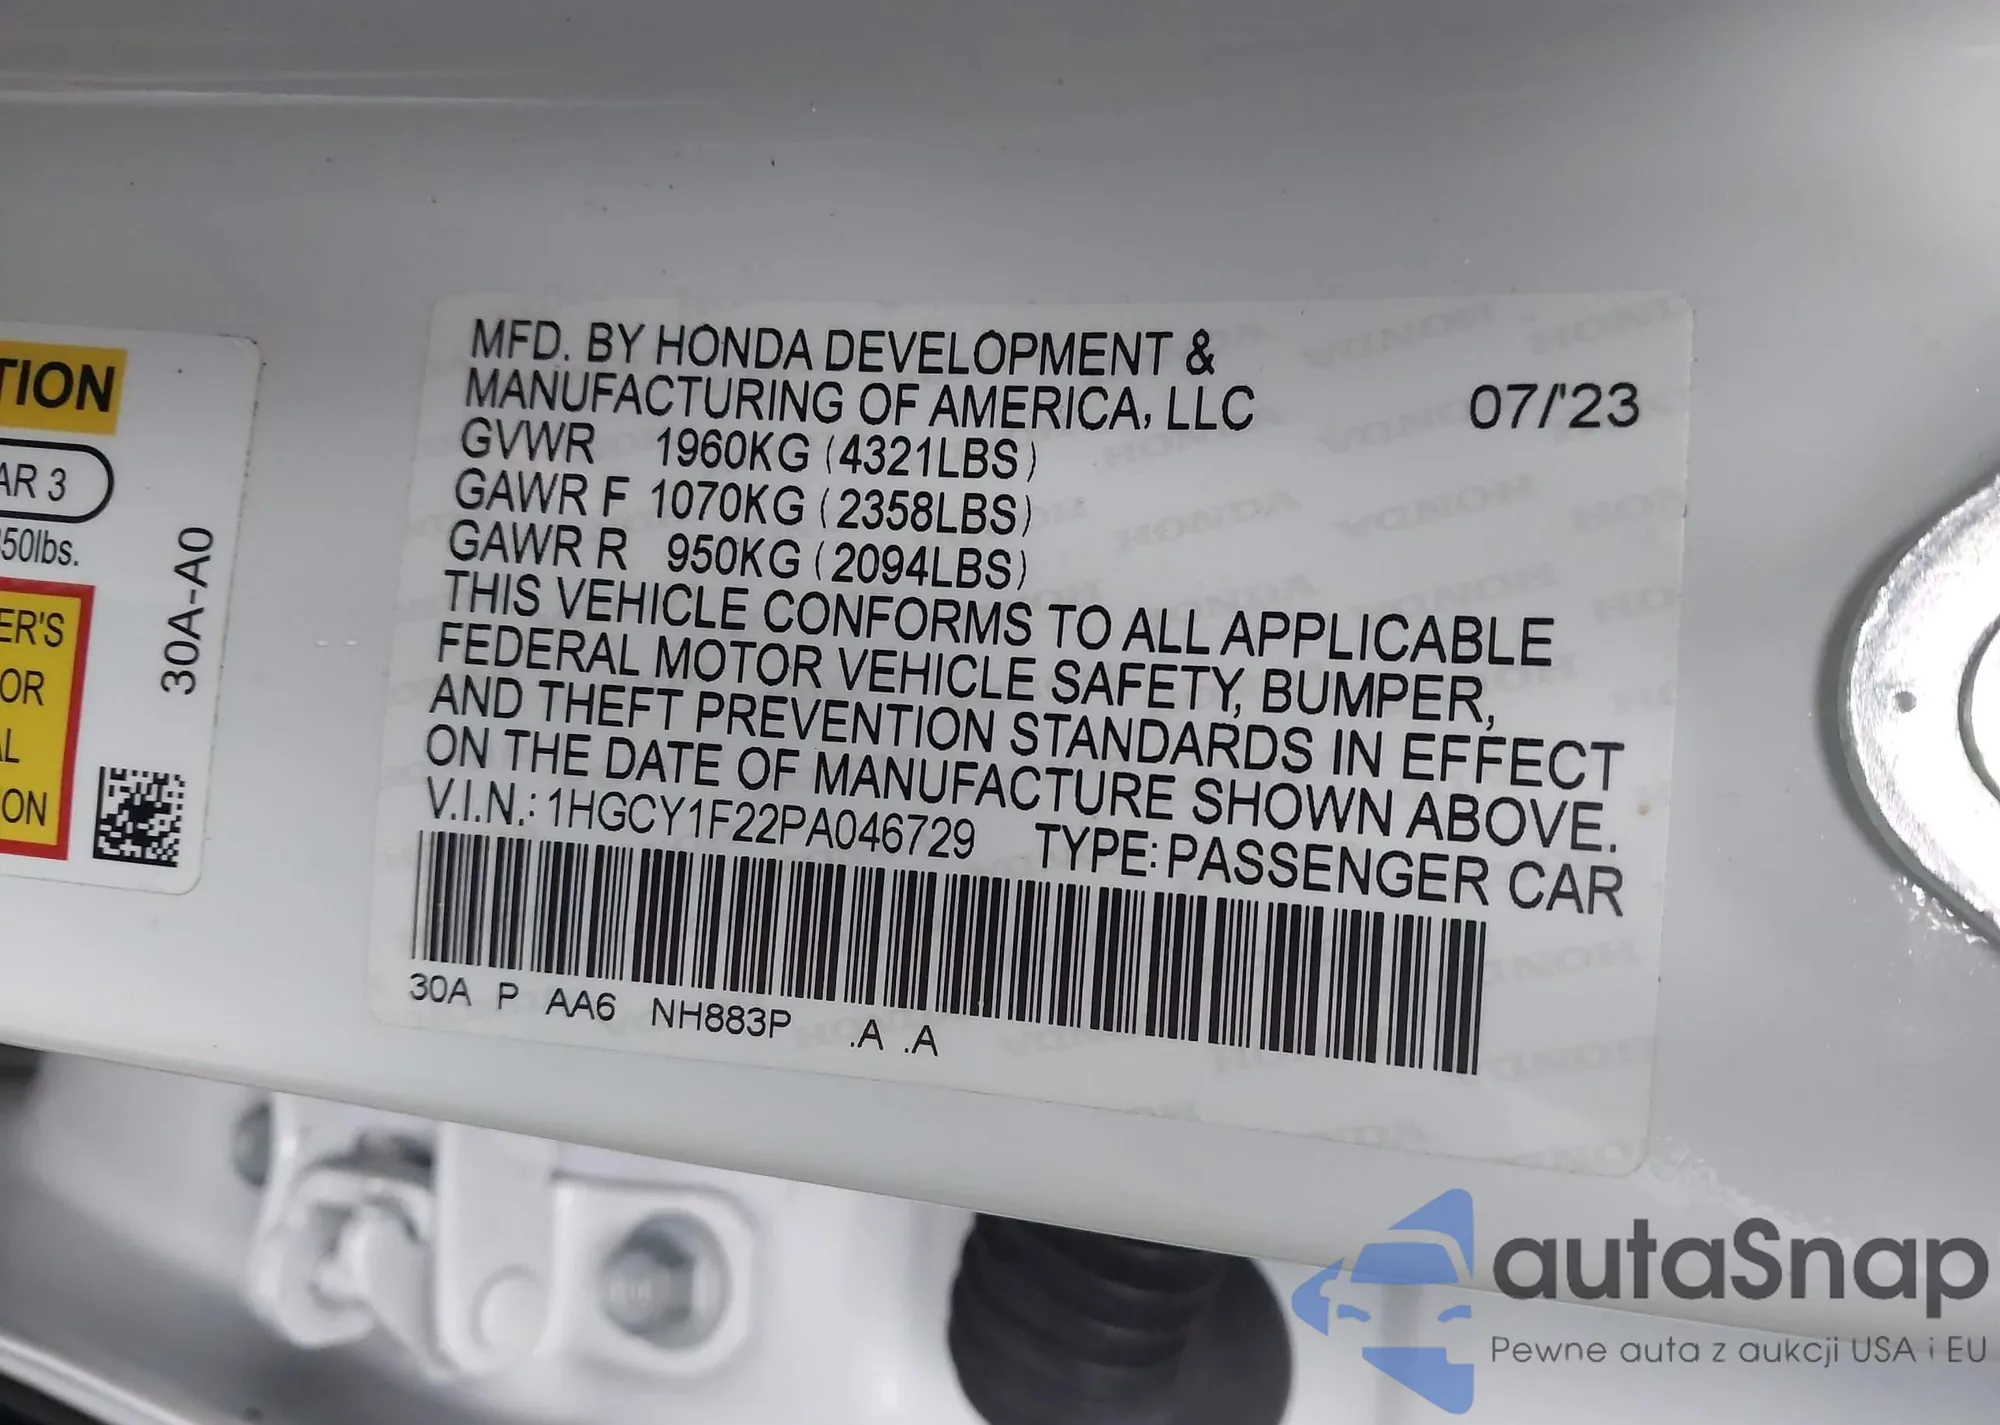 MFD. BY HONDA DEVELOPMENT &
MANUFACTURING OF AMERICA, LLC 07/'23
GVWR 1960KG (4321LBS)
GAWR F 1070KG (2358LBS)
GAWR R 950KG (2094LBS)
THIS VEHICLE CONFORMS TO ALL APPLICABLE
FEDERAL MOTOR VEHICLE SAFETY, BUMPER,
AND THEFT PREVENTION STANDARDS IN EFFECT
ON THE DATE OF MANUFACTURE SHOWN ABOVE.
V.I.N.: 1HGCY1F22PA046729 TYPE: PASSENGER CAR
30A P AA6 NH883P .A .A
TION
AR 3
50lbs.
ER'S
OR
AL
ION
30A-A0
autaSnap
Pewne auta z aukcji USA i EU